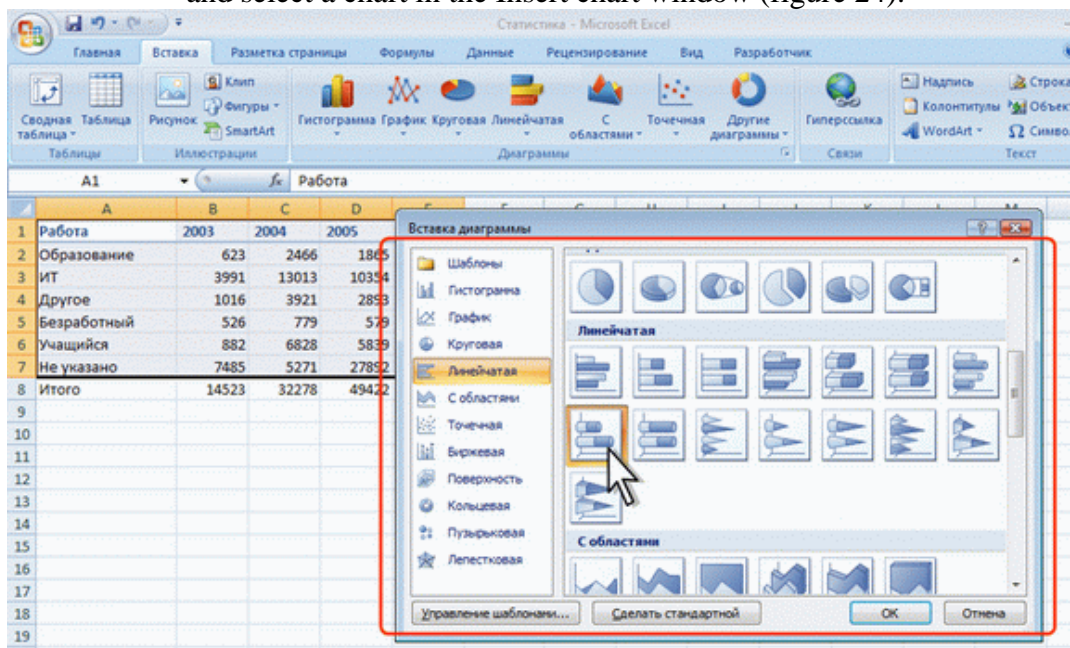 and select a chart in the Insert chart window (figure 24).
Статистика - Microsoft Excel
Главная Вставка Разметка страницы Формулы Данные Рецензирование Вид Разработчик
Сводная таблица Таблица Рисунок Клип Фигуры SmartArt Гистограмма График Круговая Линейчатая С областями Точечная Другие диаграммы Гиперссылка Надпись Колонтитулы WordArt Строка Объект Символ
Таблицы Иллюстрации Диаграммы Связи Текст
A1 fx Работа
A B C D
1 Работа 2003 2004 2005
2 Образование 623 2466 1865
3 ИТ 3991 13013 10354
4 Другое 1016 3921 2893
5 Безработный 526 779 579
6 Учащийся 882 6828 5839
7 Не указано 7485 5271 27892
8 Итого 14523 32278 49422
9
10
11
12
13
14
15
16
17
18
19
Вставка диаграммы
Шаблоны
Гистограмма
График
Круговая
Линейчатая
С областями
Точечная
Биржевая
Поверхность
Кольцевая
Пузырьковая
Лепестковая
Линейчатая
С областями
Управление шаблонами... Сделать стандартной OK Отмена